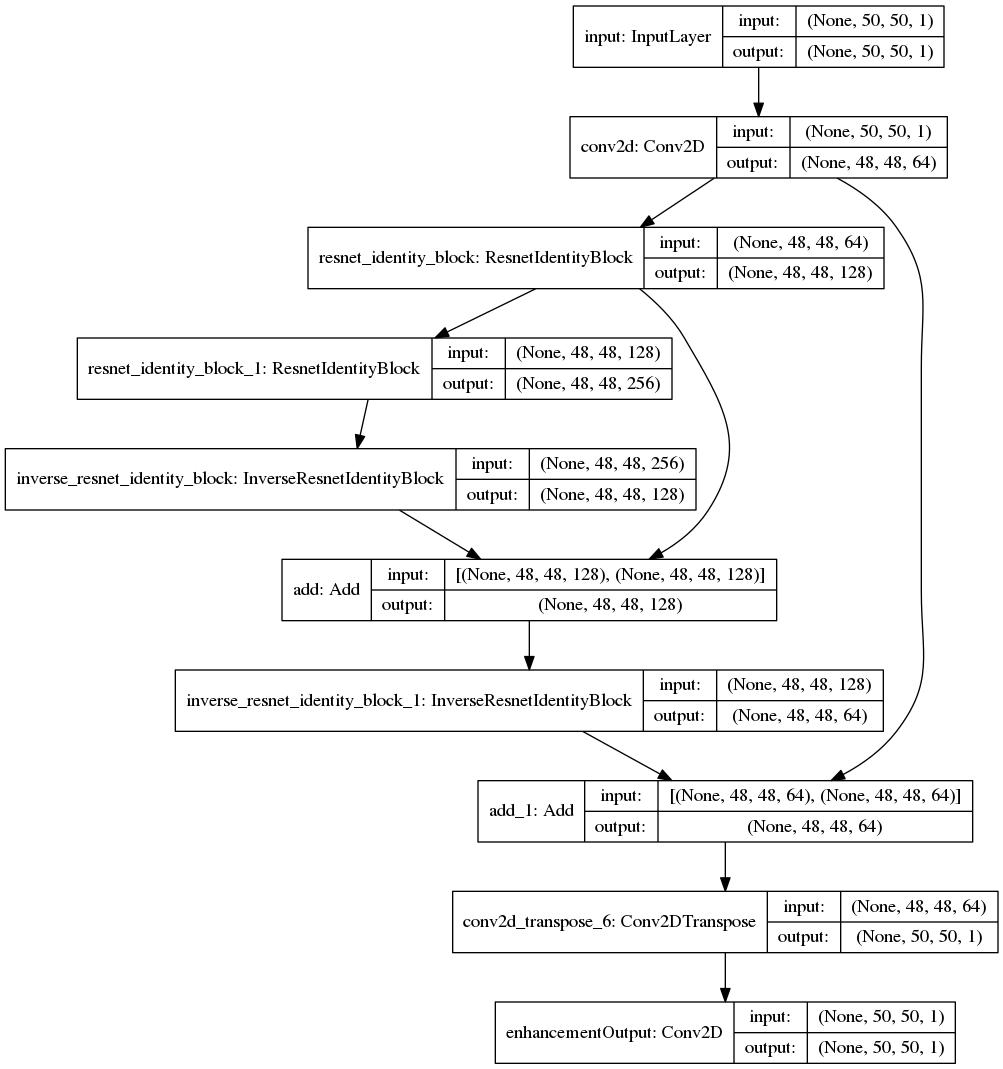 input: InputLayer
input: (None, 50, 50, 1)
output: (None, 50, 50, 1)
conv2d: Conv2D
input: (None, 50, 50, 1)
output: (None, 48, 48, 64)
resnet_identity_block: ResnetIdentityBlock
input: (None, 48, 48, 64)
output: (None, 48, 48, 128)
resnet_identity_block_1: ResnetIdentityBlock
input: (None, 48, 48, 128)
output: (None, 48, 48, 256)
inverse_resnet_identity_block: InverseResnetIdentityBlock
input: (None, 48, 48, 256)
output: (None, 48, 48, 128)
add: Add
input: [(None, 48, 48, 128), (None, 48, 48, 128)]
output: (None, 48, 48, 128)
inverse_resnet_identity_block_1: InverseResnetIdentityBlock
input: (None, 48, 48, 128)
output: (None, 48, 48, 64)
add_1: Add
input: [(None, 48, 48, 64), (None, 48, 48, 64)]
output: (None, 48, 48, 64)
conv2d_transpose_6: Conv2DTranspose
input: (None, 48, 48, 64)
output: (None, 50, 50, 1)
enhancementOutput: Conv2D
input: (None, 50, 50, 1)
output: (None, 50, 50, 1)